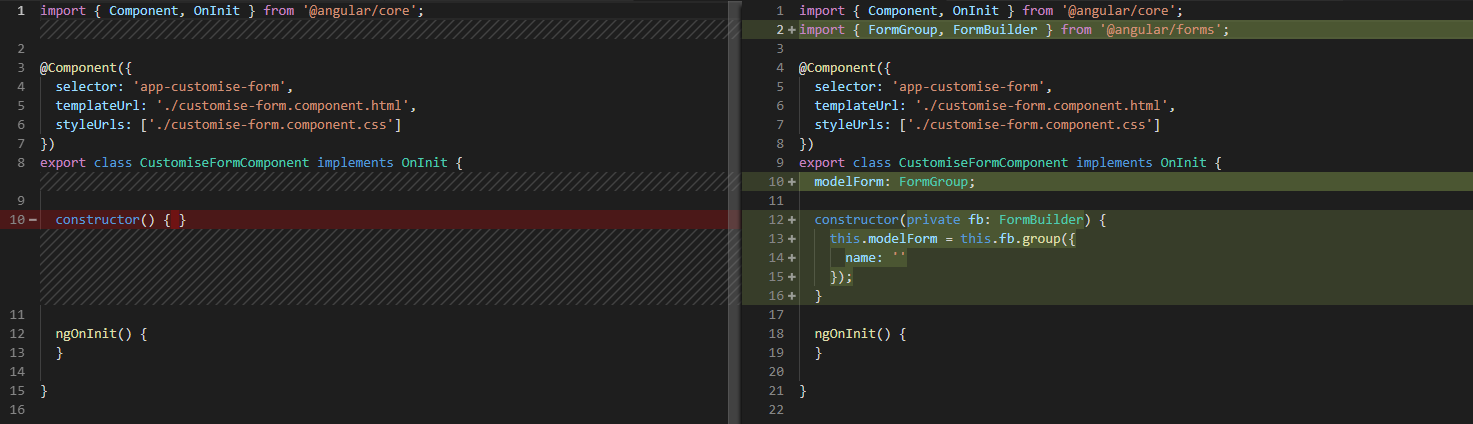 1 import { Component, OnInit } from '@angular/core';
2
3 @Component({
4 selector: 'app-customise-form',
5 templateUrl: './customise-form.component.html',
6 styleUrls: ['./customise-form.component.css']
7 })
8 export class CustomiseFormComponent implements OnInit {
9
10 − constructor() { }
11
12 ngOnInit() {
13 }
14
15 }
16
1 import { Component, OnInit } from '@angular/core';
2 + import { FormGroup, FormBuilder } from '@angular/forms';
3
4 @Component({
5 selector: 'app-customise-form',
6 templateUrl: './customise-form.component.html',
7 styleUrls: ['./customise-form.component.css']
8 })
9 export class CustomiseFormComponent implements OnInit {
10 + modelForm: FormGroup;
11
12 + constructor(private fb: FormBuilder) {
13 + this.modelForm = this.fb.group({
14 + name: ''
15 + });
16 + }
17
18 ngOnInit() {
19 }
20
21 }
22